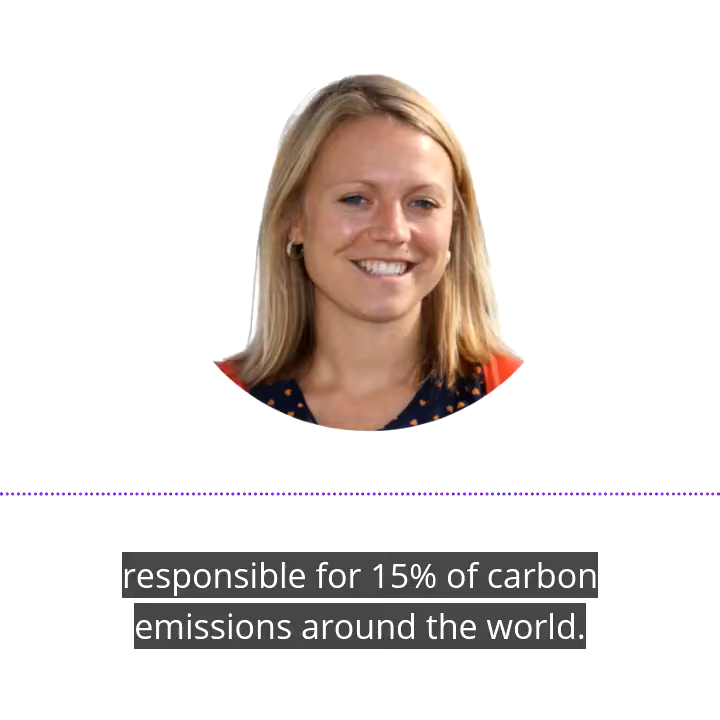 responsible for 15% of carbon
emissions around the world.